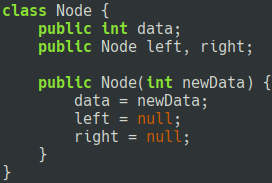 class Node {
    public int data;
    public Node left, right;

    public Node(int newData) {
        data = newData;
        left = null;
        right = null;
    }
}